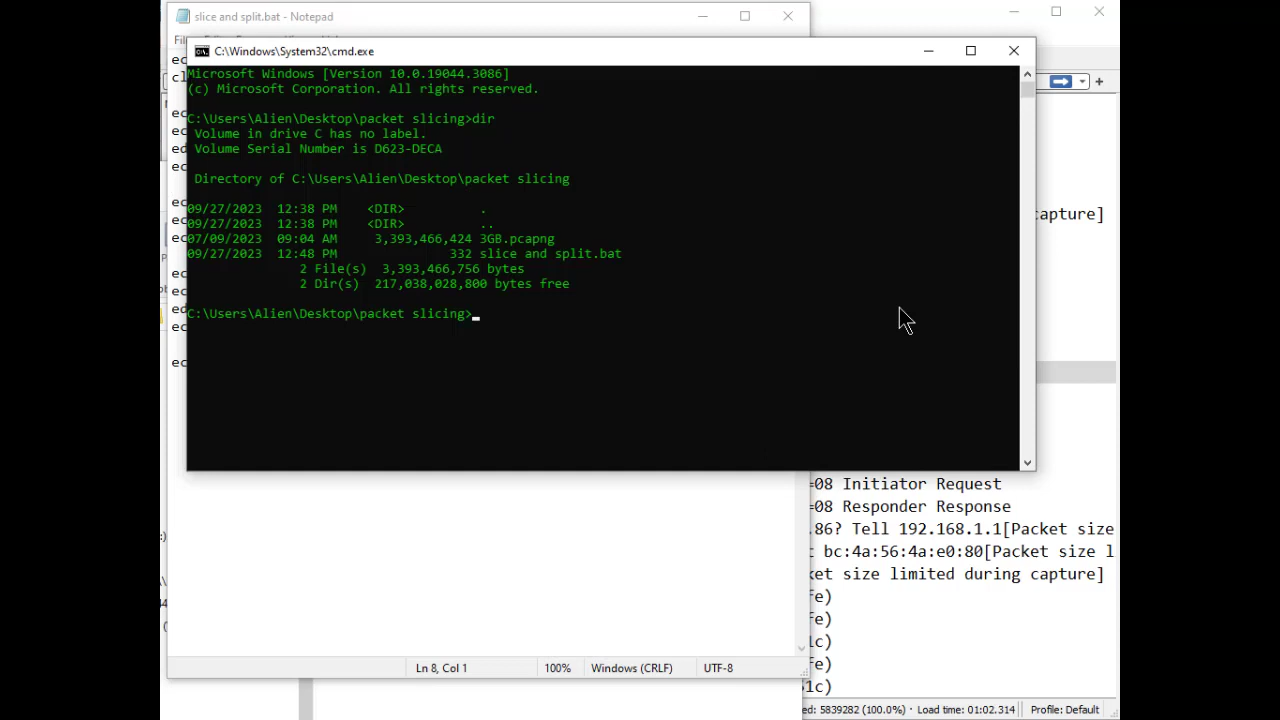 slice and split.bat - Notepad
C:\Windows\System32\cmd.exe
Microsoft Windows [Version 10.0.19044.3086]
(c) Microsoft Corporation. All rights reserved.
C:\Users\Alien\Desktop\packet slicing>dir
Volume in drive C has no label.
Volume Serial Number is D623-DECA
Directory of C:\Users\Alien\Desktop\packet slicing
09/27/2023  12:38 PM    <DIR>          .
09/27/2023  12:38 PM    <DIR>          ..
07/09/2023  09:04 AM     3,393,466,424 3GB.pcapng
09/27/2023  12:48 PM               332 slice and split.bat
2 File(s)  3,393,466,756 bytes
2 Dir(s)  217,038,028,800 bytes free
C:\Users\Alien\Desktop\packet slicing>
capture]
=08 Initiator Request
=08 Responder Response
.86? Tell 192.168.1.1[Packet size
bc:4a:56:4a:e0:80[Packet size l
ket size limited during capture]
fe)
fe)
1c)
fe)
51c)
Ln 8, Col 1
100%
Windows (CRLF)
UTF-8
ed: 5839282 (100.0%) · Load time: 01:02.314
Profile: Default